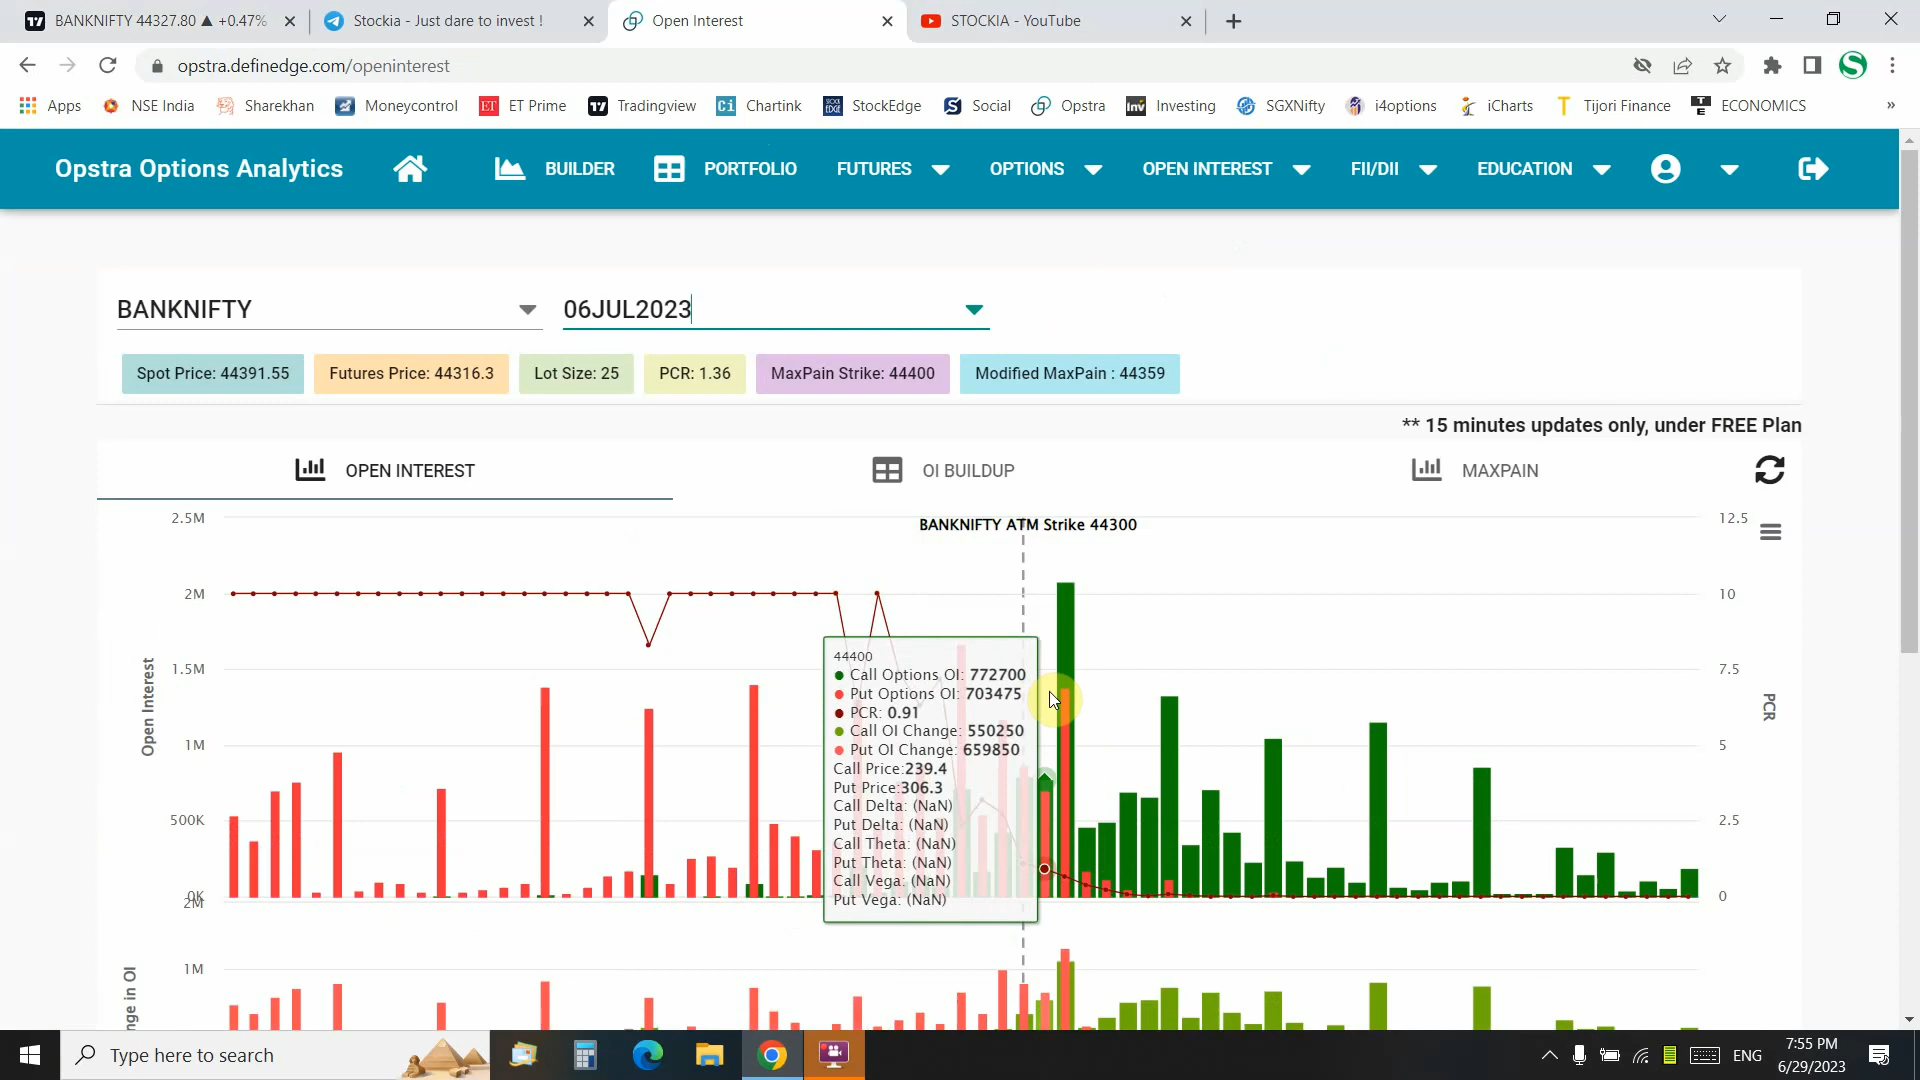 BANKNIFTY 44327.80 ▲ +0.47%
Stockia - Just dare to invest !
Open Interest
STOCKIA - YouTube
opstra.definedge.com/openinterest
Apps
NSE India
Sharekhan
Moneycontrol
ET Prime
Tradingview
Chartink
StockEdge
Social
Opstra
Investing
SGXNifty
i4options
iCharts
Tijori Finance
ECONOMICS
»
Opstra Options Analytics
BUILDER
PORTFOLIO
FUTURES
OPTIONS
OPEN INTEREST
FII/DII
EDUCATION
BANKNIFTY
06JUL2023
Spot Price: 44391.55
Futures Price: 44316.3
Lot Size: 25
PCR: 1.36
MaxPain Strike: 44400
Modified MaxPain : 44359
** 15 minutes updates only, under FREE Plan
OPEN INTEREST
OI BUILDUP
MAXPAIN
BANKNIFTY ATM Strike 44300
2.5M
2M
1.5M
1M
500K
0K
Open Interest
12.5
10
7.5
5
2.5
0
PCR
44400
Call Options OI: 772700
Put Options OI: 703475
PCR: 0.91
Call OI Change: 550250
Put OI Change: 659850
Call Price:239.4
Put Price:306.3
Call Delta: (NaN)
Put Delta: (NaN)
Call Theta: (NaN)
Put Theta: (NaN)
Call Vega: (NaN)
Put Vega: (NaN)
2M
1M
nge in OI
Type here to search
ENG
7:55 PM
6/29/2023